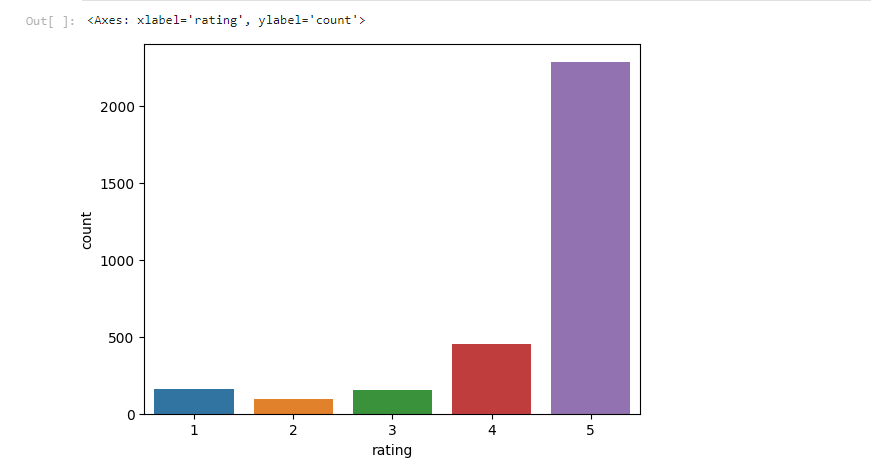 Out[ ]: <Axes: xlabel='rating', ylabel='count'>
2000
1500
1000
500
0
count
1 2 3 4 5
rating